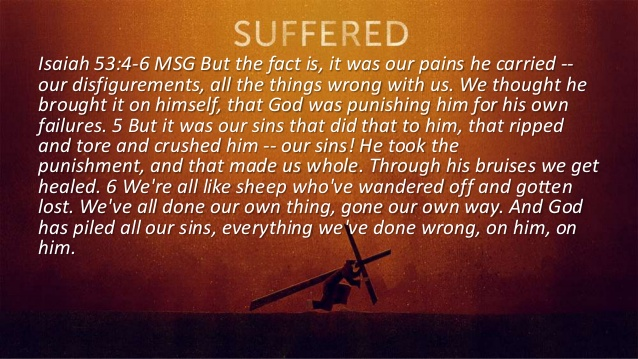 SUFFERED
Isaiah 53:4-6 MSG But the fact is, it was our pains he carried --
our disfigurements, all the things wrong with us. We thought he
brought it on himself, that God was punishing him for his own
failures. 5 But it was our sins that did that to him, that ripped
and tore and crushed him -- our sins! He took the
punishment, and that made us whole. Through his bruises we get
healed. 6 We're all like sheep who've wandered off and gotten
lost. We've all done our own thing, gone our own way. And God
has piled all our sins, everything we've done wrong, on him, on
him.